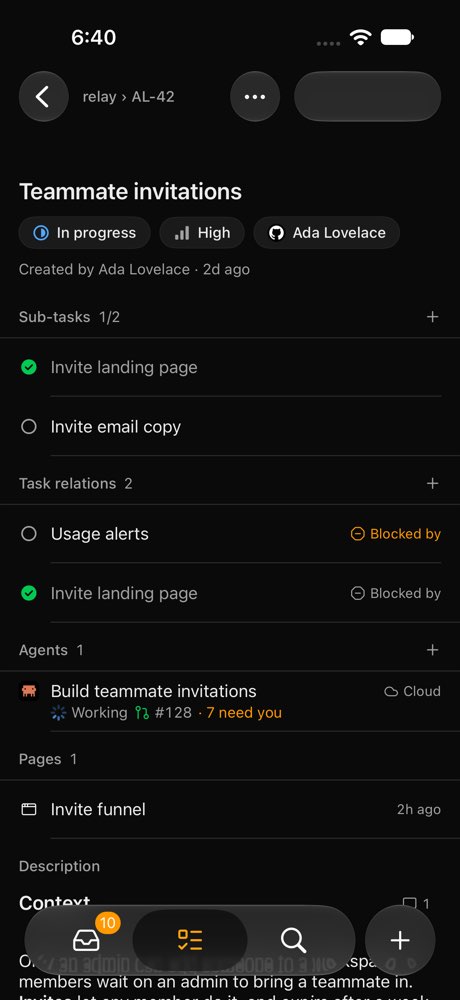 6:40
relay › AL-42
Teammate invitations
In progress
High
Ada Lovelace
Created by Ada Lovelace · 2d ago
Sub-tasks 1/2
Invite landing page
Invite email copy
Task relations 2
Usage alerts
Blocked by
Invite landing page
Blocked by
Agents 1
Build teammate invitations
Cloud
Working #128 · 7 need you
Pages 1
Invite funnel
2h ago
Description
Context
1
10
members wait on an admin to bring a teammate in.